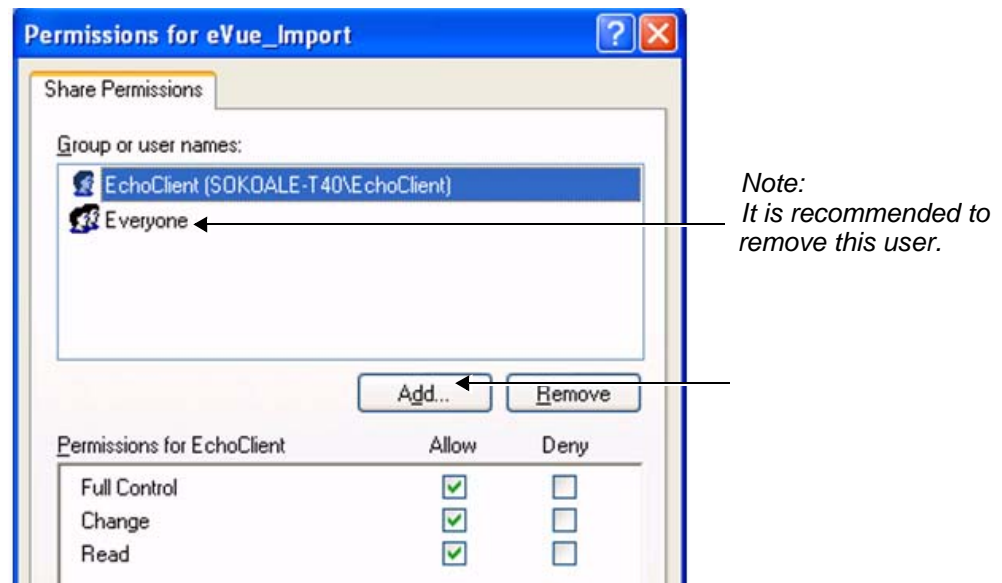 Permissions for eVue_Import
Share Permissions
Group or user names:
EchoClient (SOKOALE-T40\EchoClient)
Everyone
Note:
It is recommended to
remove this user.
Add... Remove
Permissions for EchoClient Allow Deny
Full Control
Change
Read